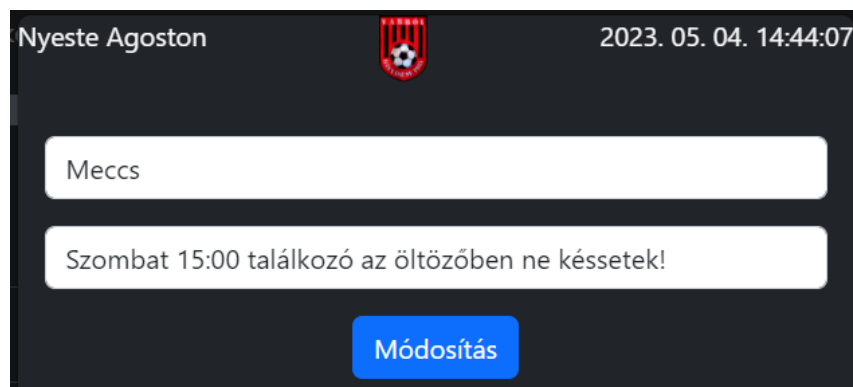 Nyeste Agoston
2023. 05. 04. 14:44:07
Meccs
Szombat 15:00 találkozó az öltözőben ne késsetek!
Módosítás